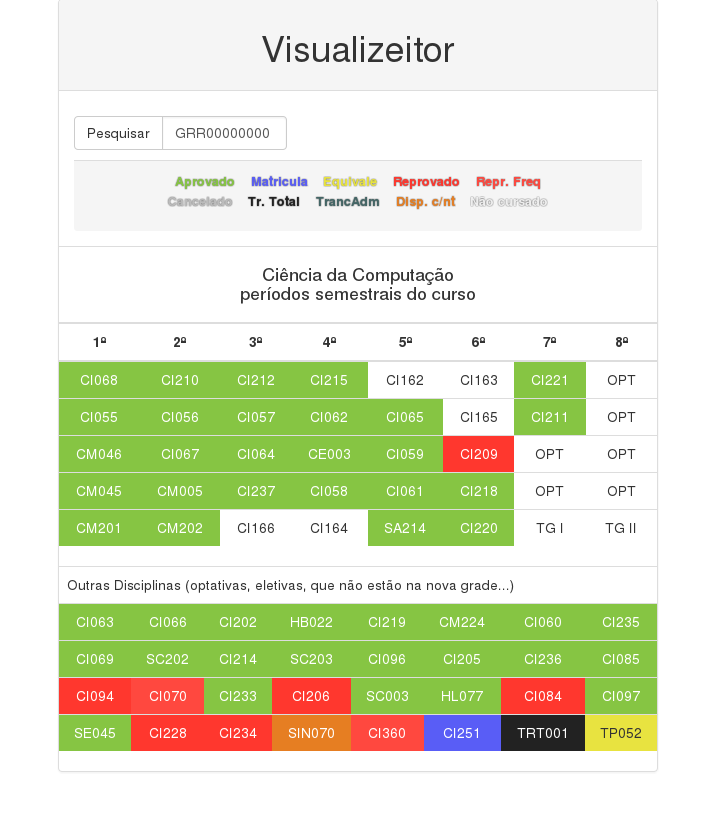 Visualizeitor
Pesquisar GRR00000000
Aprovado Matrícula Equivale Reprovado Repr. Freq
Cancelado Tr. Total TrancAdm Disp. c/nt Não cursado
Ciência da Computação
períodos semestrais do curso
1º 2º 3º 4º 5º 6º 7º 8º
CI068 CI210 CI212 CI215 CI162 CI163 CI221 OPT
CI055 CI056 CI057 CI062 CI065 CI165 CI211 OPT
CM046 CI067 CI064 CE003 CI059 CI209 OPT OPT
CM045 CM005 CI237 CI058 CI061 CI218 OPT OPT
CM201 CM202 CI166 CI164 SA214 CI220 TG I TG II
Outras Disciplinas (optativas, eletivas, que não estão na nova grade...)
CI063 CI066 CI202 HB022 CI219 CM224 CI060 CI235
CI069 SC202 CI214 SC203 CI096 CI205 CI236 CI085
CI094 CI070 CI233 CI206 SC003 HL077 CI084 CI097
SE045 CI228 CI234 SIN070 CI360 CI251 TRT001 TP052